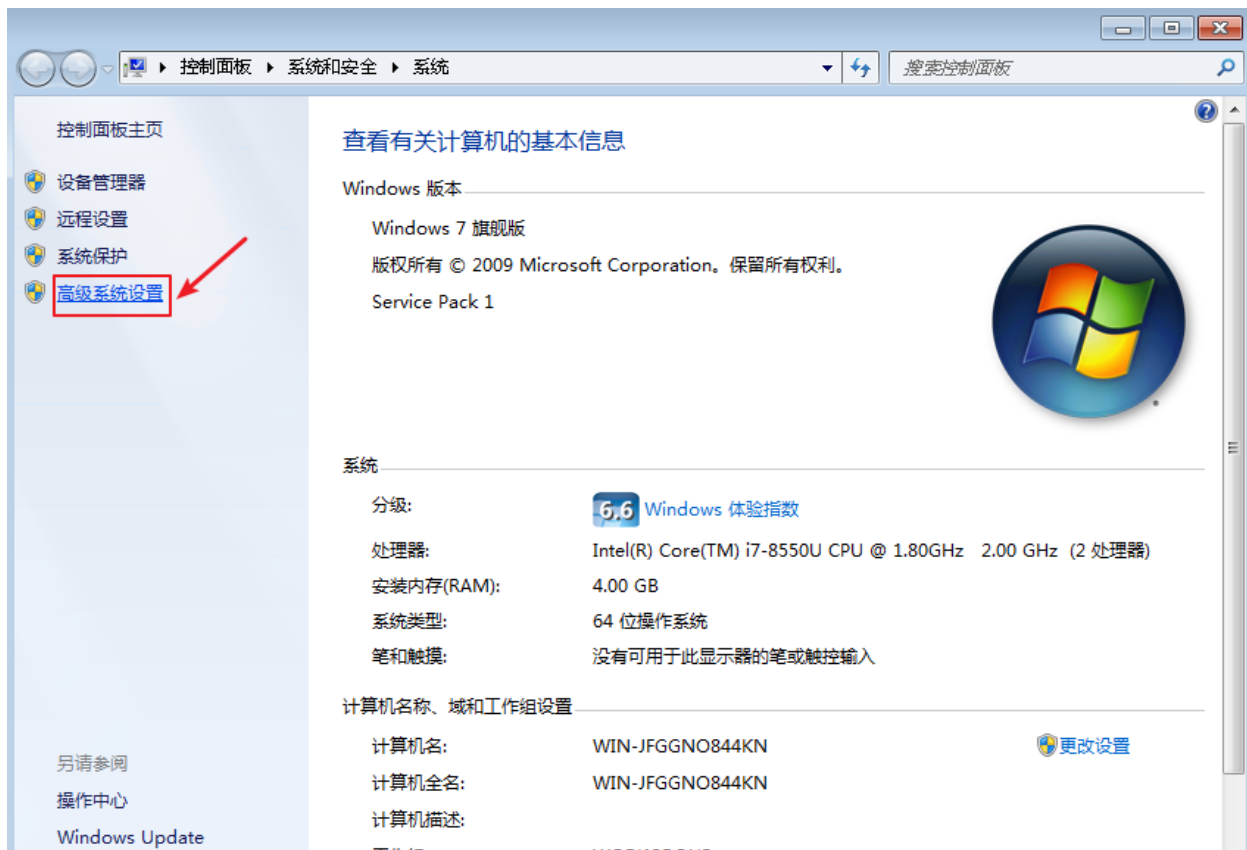 控制面板 系统和安全 系统
搜索控制面板
控制面板主页
设备管理器
远程设置
系统保护
高级系统设置
另请参阅
操作中心
Windows Update
查看有关计算机的基本信息
Windows 版本
Windows 7 旗舰版
版权所有 © 2009 Microsoft Corporation。保留所有权利。
Service Pack 1
系统
分级: 6.6 Windows 体验指数
处理器: Intel(R) Core(TM) i7-8550U CPU @ 1.80GHz 2.00 GHz (2 处理器)
安装内存(RAM): 4.00 GB
系统类型: 64 位操作系统
笔和触摸: 没有可用于此显示器的笔或触控输入
计算机名称、域和工作组设置
计算机名: WIN-JFGGNO844KN 更改设置
计算机全名: WIN-JFGGNO844KN
计算机描述: